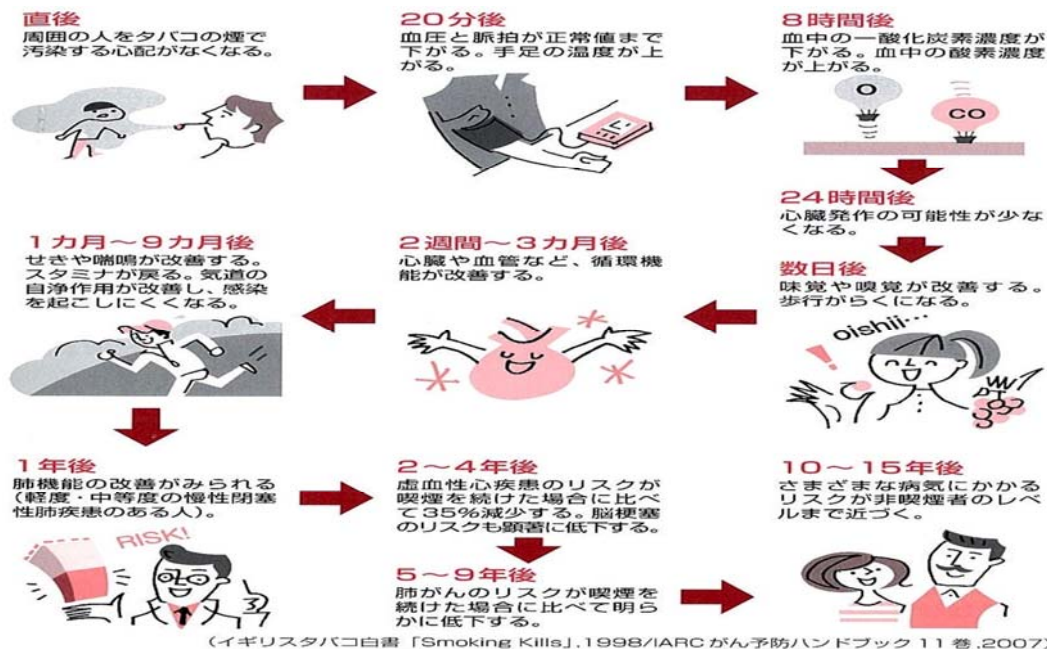 直後
周囲の人をタバコの煙で
汚染する心配がなくなる。
20分後
血圧と脈拍が正常値まで
下がる。手足の温度が上
がる。
8時間後
血中の一酸化炭素濃度が
下がる。血中の酸素濃度
が上がる。
O
CO
24時間後
心臓発作の可能性が少な
くなる。
数日後
味覚や嗅覚が改善する。
歩行がらくになる。
oishii…
!
2週間～3カ月後
心臓や血管など、循環機
能が改善する。
1カ月～9カ月後
せきや喘鳴が改善する。
スタミナが戻る。気道の
自浄作用が改善し、感染
を起こしにくくなる。
1年後
肺機能の改善がみられる
(軽度・中等度の慢性閉塞
性肺疾患のある人)。
RISK!
2～4年後
虚血性心疾患のリスクが
喫煙を続けた場合に比べ
て35%減少する。脳梗塞
のリスクも顕著に低下する。
5～9年後
肺がんのリスクが喫煙を
続けた場合に比べて明ら
かに低下する。
10～15年後
さまざまな病気にかかる
リスクが非喫煙者のレベ
ルまで近づく。
(イギリスタバコ白書「Smoking Kills」,1998/IARCがん予防ハンドブック11巻,2007)